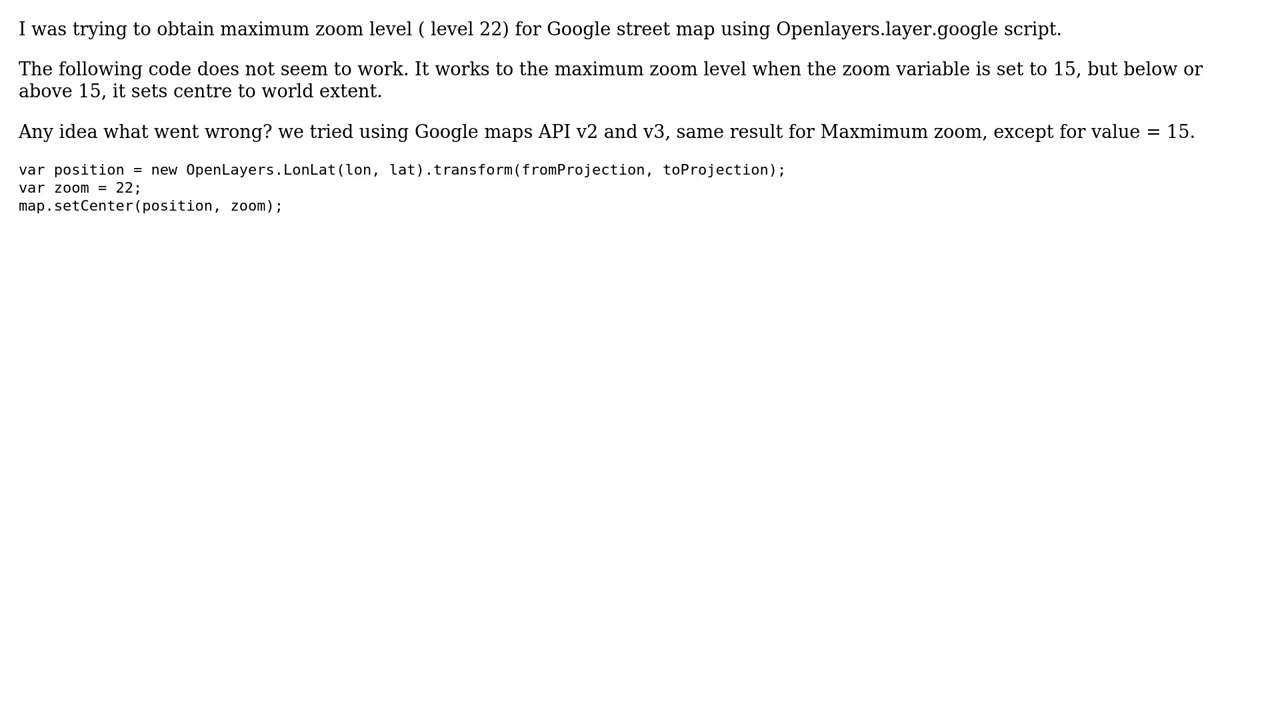 I was trying to obtain maximum zoom level ( level 22) for Google street map using Openlayers.layer.google script.
The following code does not seem to work. It works to the maximum zoom level when the zoom variable is set to 15, but below or
above 15, it sets centre to world extent.
Any idea what went wrong? we tried using Google maps API v2 and v3, same result for Maxmimum zoom, except for value = 15.
var position = new OpenLayers.LonLat(lon, lat).transform(fromProjection, toProjection);
var zoom = 22;
map.setCenter(position, zoom);